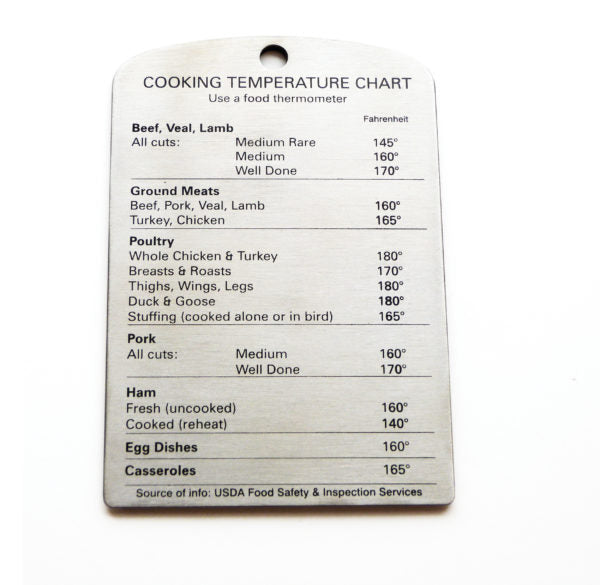 COOKING TEMPERATURE CHART
Use a food thermometer
Fahrenheit
Beef, Veal, Lamb
All cuts: Medium Rare 145°
Medium 160°
Well Done 170°
Ground Meats
Beef, Pork, Veal, Lamb 160°
Turkey, Chicken 165°
Poultry
Whole Chicken & Turkey 180°
Breasts & Roasts 170°
Thighs, Wings, Legs 180°
Duck & Goose 180°
Stuffing (cooked alone or in bird) 165°
Pork
All cuts: Medium 160°
Well Done 170°
Ham
Fresh (uncooked) 160°
Cooked (reheat) 140°
Egg Dishes 160°
Casseroles 165°
Source of info: USDA Food Safety & Inspection Services